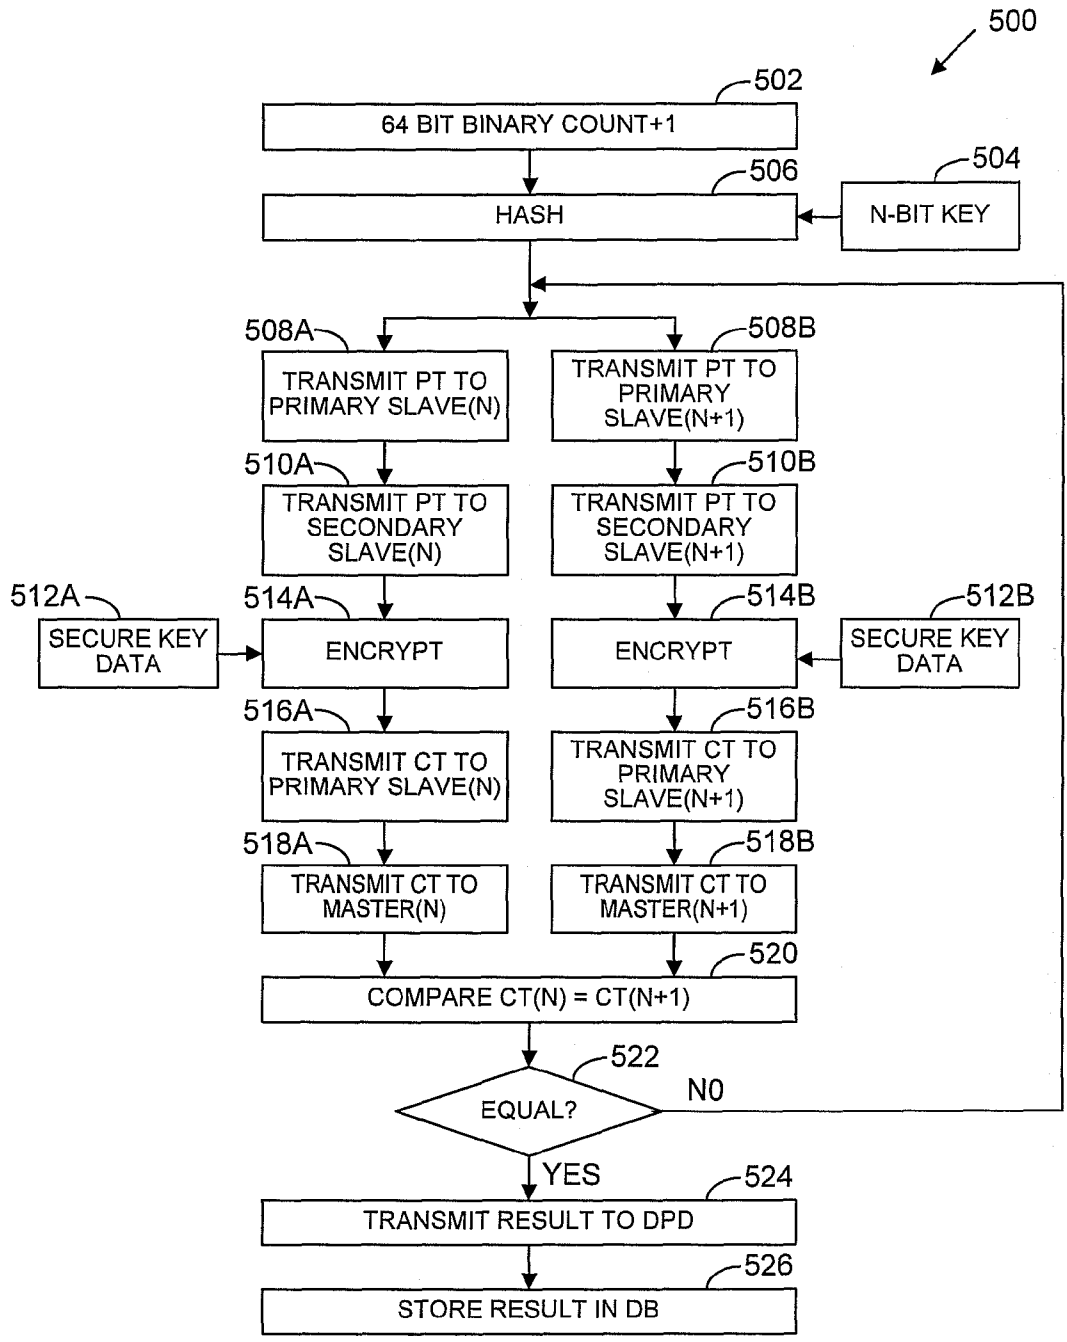 500
502
64 BIT BINARY COUNT+1
504
506
HASH
N-BIT KEY
508A
508B
TRANSMIT PT TO
PRIMARY SLAVE(N)
TRANSMIT PT TO
PRIMARY
SLAVE(N+1)
510A
510B
TRANSMIT PT TO
SECONDARY
SLAVE(N)
TRANSMIT PT TO
SECONDARY
SLAVE(N+1)
512A
514A
514B
512B
SECURE KEY
DATA
ENCRYPT
ENCRYPT
SECURE KEY
DATA
516A
516B
TRANSMIT CT TO
PRIMARY SLAVE(N)
TRANSMIT CT TO
PRIMARY
SLAVE(N+1)
518A
518B
TRANSMIT CT TO
MASTER(N)
TRANSMIT CT TO
MASTER(N+1)
520
COMPARE CT(N) = CT(N+1)
522
EQUAL?
N0
YES
524
TRANSMIT RESULT TO DPD
526
STORE RESULT IN DB